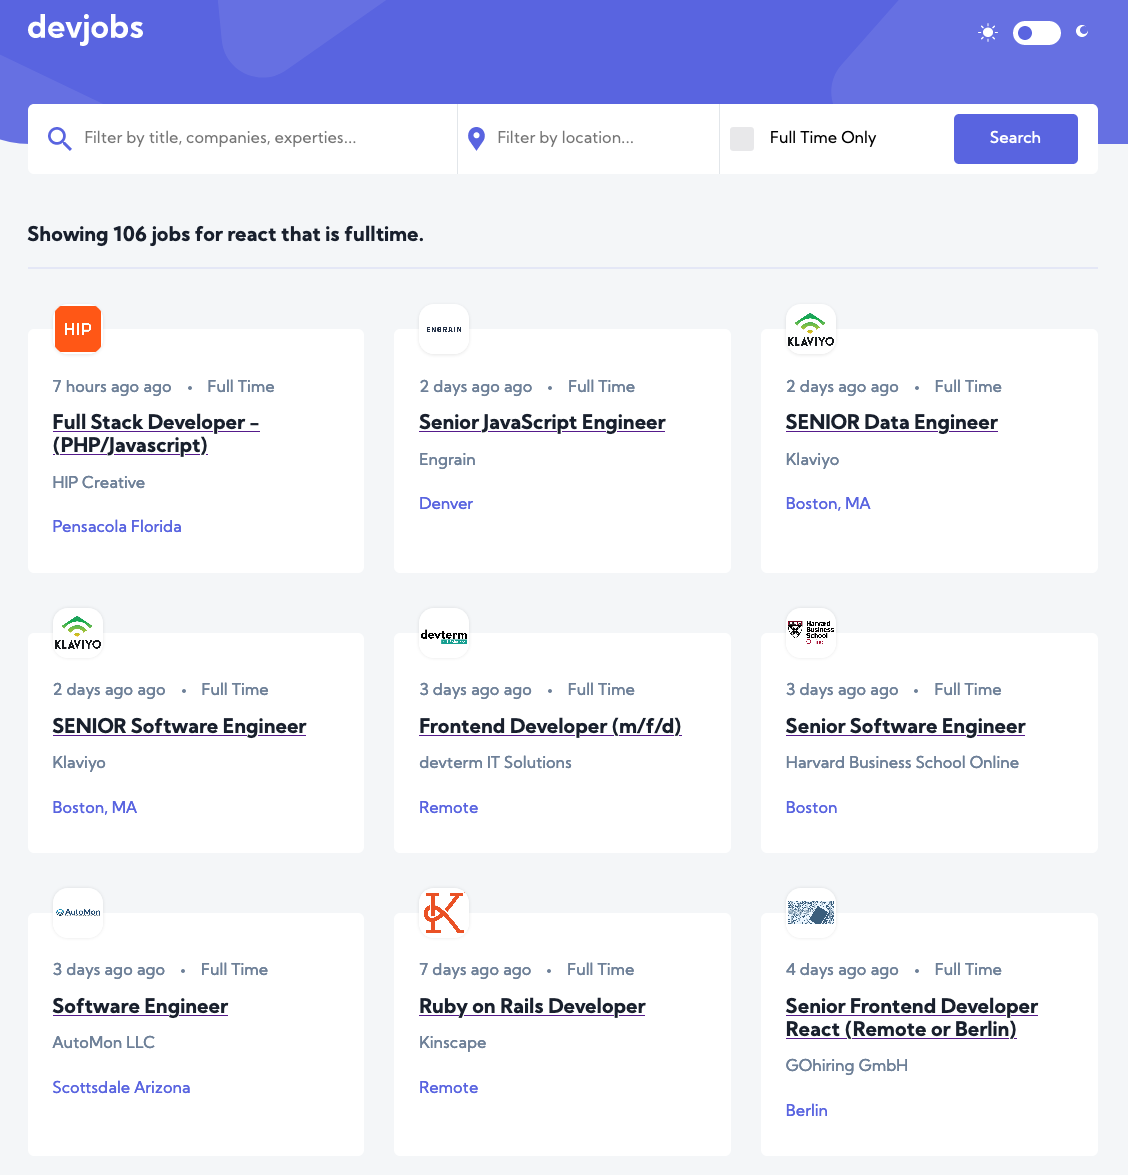 devjobs
Filter by title, companies, experties...
Filter by location...
Full Time Only
Search
Showing 106 jobs for react that is fulltime.
HIP
7 hours ago ago • Full Time
Full Stack Developer -
(PHP/Javascript)
HIP Creative
Pensacola Florida
ENGRAIN
2 days ago ago • Full Time
Senior JavaScript Engineer
Engrain
Denver
KLAVIYO
2 days ago ago • Full Time
SENIOR Data Engineer
Klaviyo
Boston, MA
KLAVIYO
2 days ago ago • Full Time
SENIOR Software Engineer
Klaviyo
Boston, MA
devterm
3 days ago ago • Full Time
Frontend Developer (m/f/d)
devterm IT Solutions
Remote
Harvard
Business
School
3 days ago ago • Full Time
Senior Software Engineer
Harvard Business School Online
Boston
AutoMon
3 days ago ago • Full Time
Software Engineer
AutoMon LLC
Scottsdale Arizona
K
7 days ago ago • Full Time
Ruby on Rails Developer
Kinscape
Remote
4 days ago ago • Full Time
Senior Frontend Developer
React (Remote or Berlin)
GOhiring GmbH
Berlin